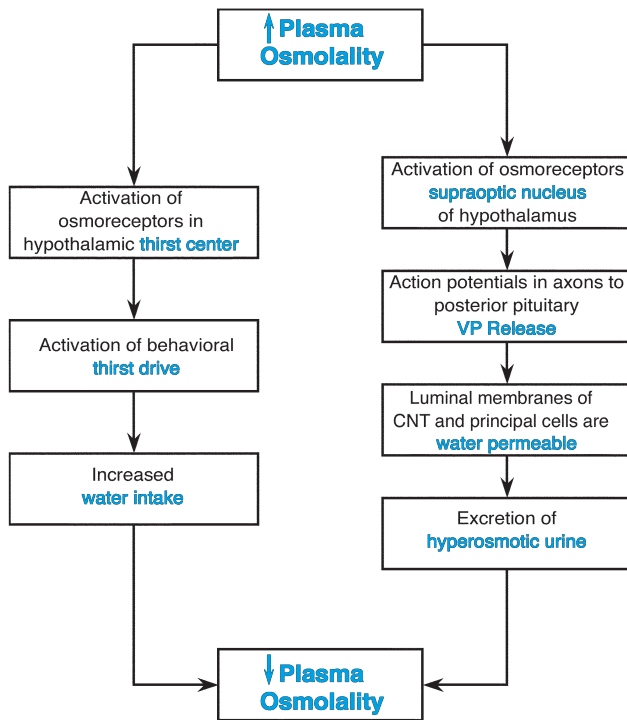 ↑ Plasma
Osmolality
Activation of
osmoreceptors in
hypothalamic thirst center
Activation of behavioral
thirst drive
Increased
water intake
Activation of osmoreceptors
supraoptic nucleus
of hypothalamus
Action potentials in axons to
posterior pituitary
VP Release
Luminal membranes of
CNT and principal cells are
water permeable
Excretion of
hyperosmotic urine
↓ Plasma
Osmolality